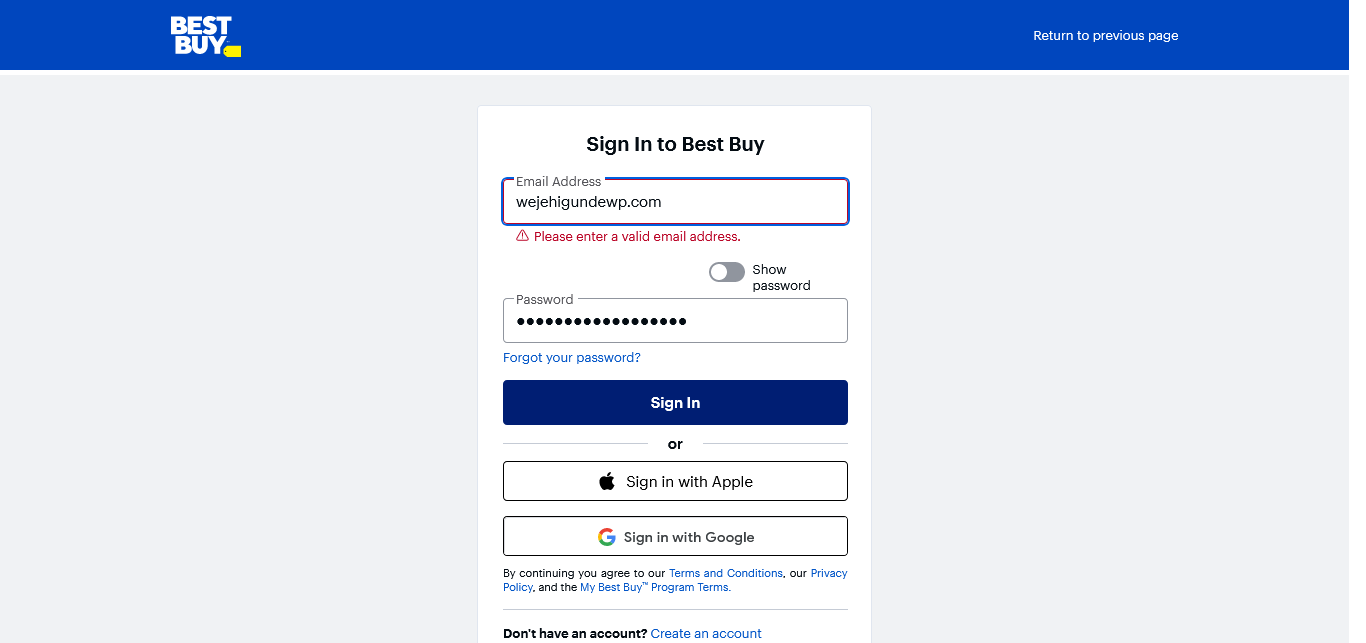 BEST
BUY
Return to previous page
Sign In to Best Buy
Email Address
wejehigundewp.com
Please enter a valid email address.
Show
password
Password
••••••••••••••••••
Forgot your password?
Sign In
or
Sign in with Apple
Sign in with Google
By continuing you agree to our Terms and Conditions, our Privacy
Policy, and the My Best Buy™ Program Terms.
Don't have an account? Create an account